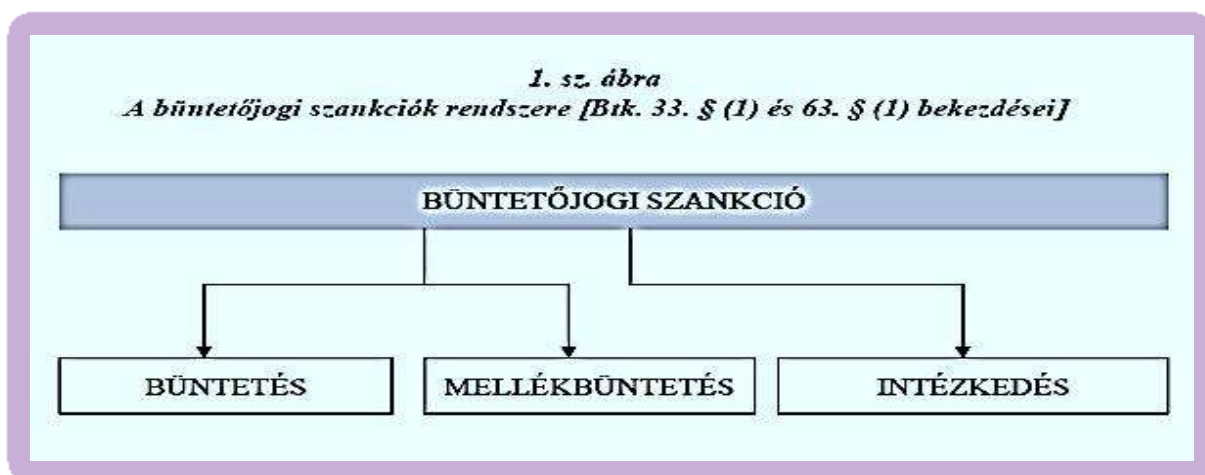 1. sz. ábra
A büntetőjogi szankciók rendszere [Btk. 33. § (1) és 63. § (1) bekezdései]
BÜNTETŐJOGI SZANKCIÓ
BÜNTETÉS
MELLÉKBÜNTETÉS
INTÉZKEDÉS